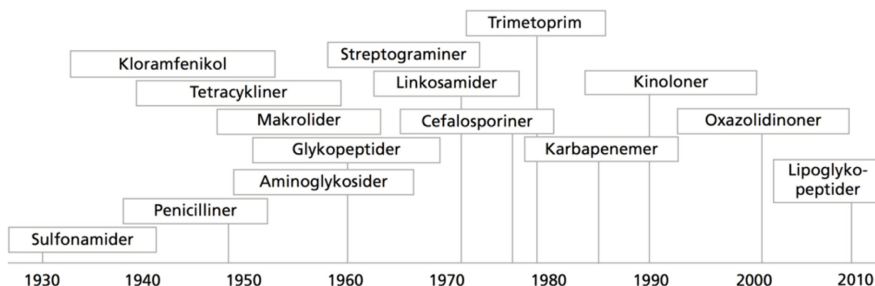 Trimetoprim
Streptograminer
Kloramfenikol
Linkosamider
Kinoloner
Tetracykliner
Makrolider
Cefalosporiner
Oxazolidinoner
Glykopeptider
Karbapenemer
Lipoglyko-
peptider
Aminoglykosider
Penicilliner
Sulfonamider
1930 1940 1950 1960 1970 1980 1990 2000 2010